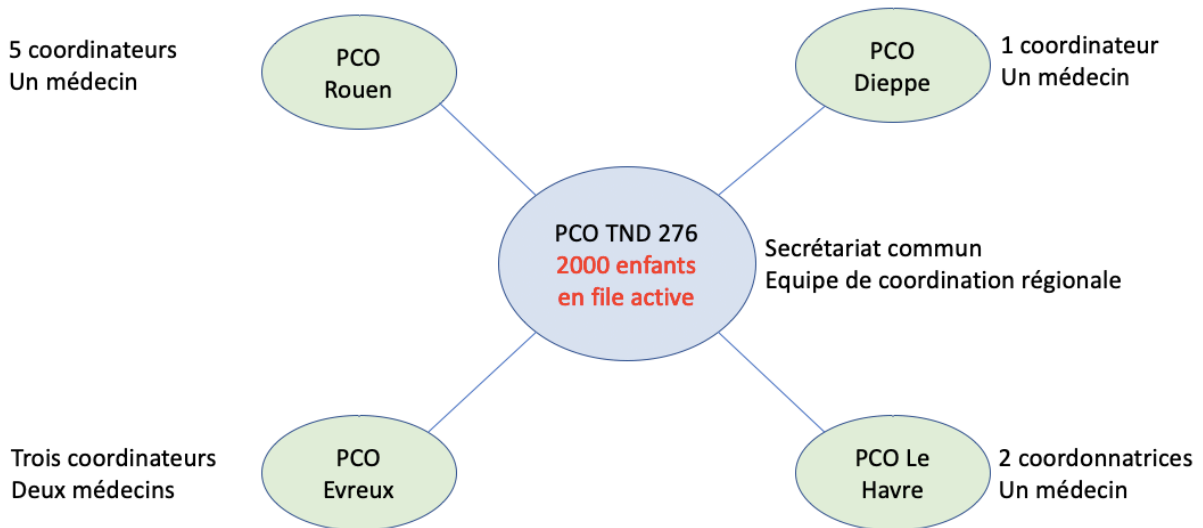 5 coordinateurs
Un médecin
PCO
Rouen
PCO
Dieppe
1 coordinateur
Un médecin
PCO TND 276
2000 enfants
en file active
Secrétariat commun
Equipe de coordination régionale
Trois coordinateurs
Deux médecins
PCO
Evreux
PCO Le
Havre
2 coordonnatrices
Un médecin